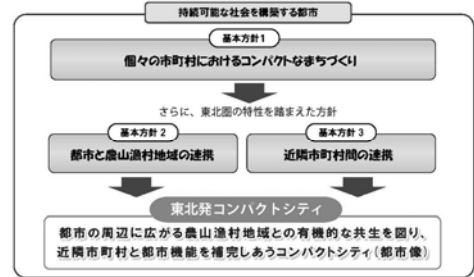 持続可能な社会を構築する都市
基本方針1
個々の市町村におけるコンパクトなまちづくり
さらに、東北圏の特性を踏まえた方針
基本方針2
基本方針3
都市と農山漁村地域の連携
近隣市町村間の連携
東北発コンパクトシティ
都市の周辺に広がる農山漁村地域との有機的な共生を図り、
近隣市町村と都市機能を補完しあうコンパクトシティ(都市像)